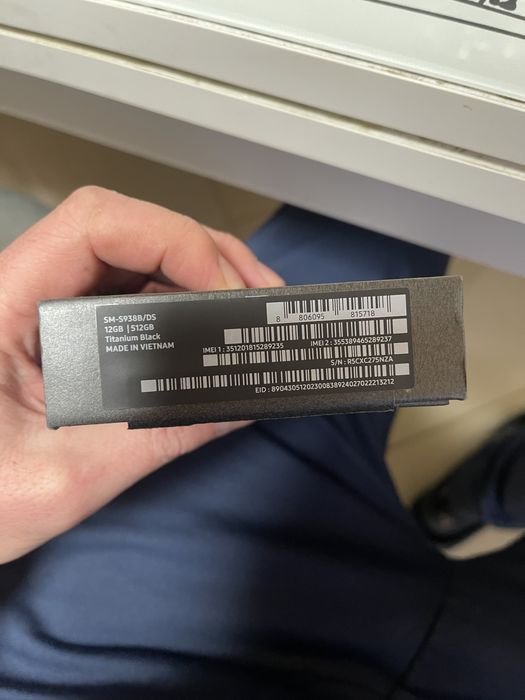 SM-S938B/DS
12GB | 512GB
Titanium Black
MADE IN VIETNAM
8 806095 815718
IMEI 1 : 351201815289235
IMEI 2 : 355389465289237
S/N : R5CXC275NZA
EID : 89043051202300838924027022213212